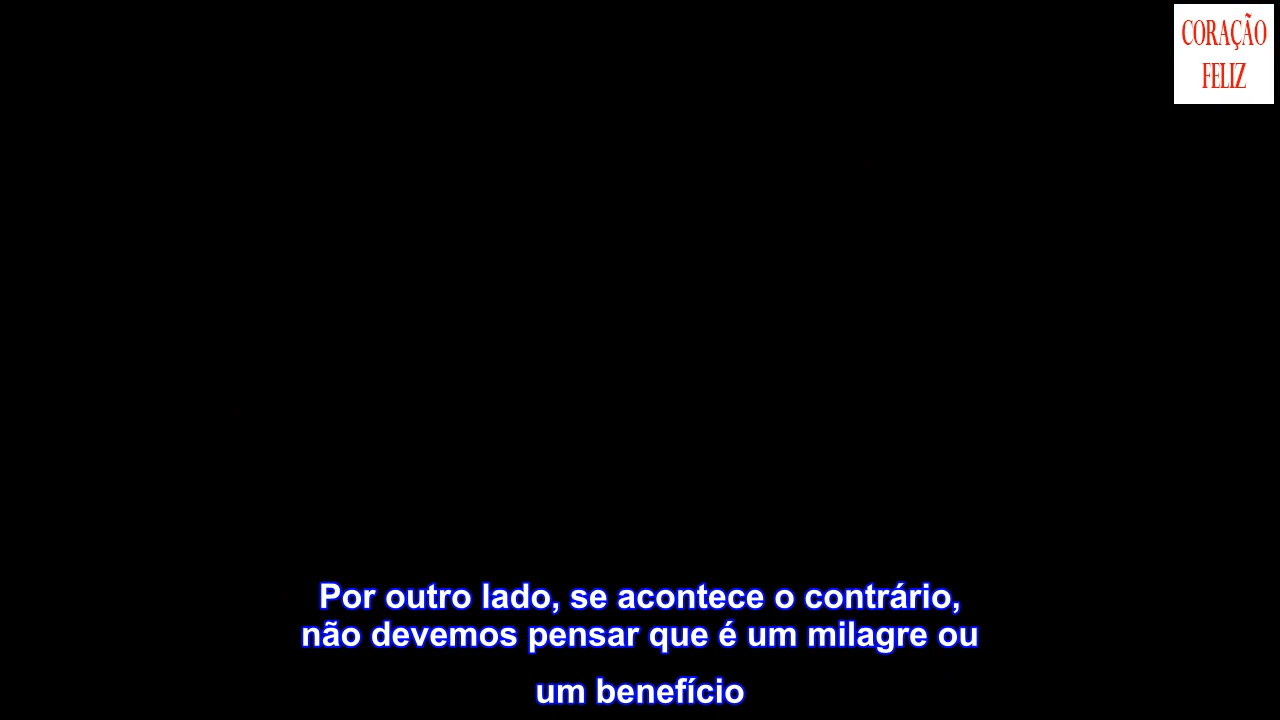 CORAÇÃO
FELIZ
Por outro lado, se acontece o contrário,
não devemos pensar que é um milagre ou
um benefício